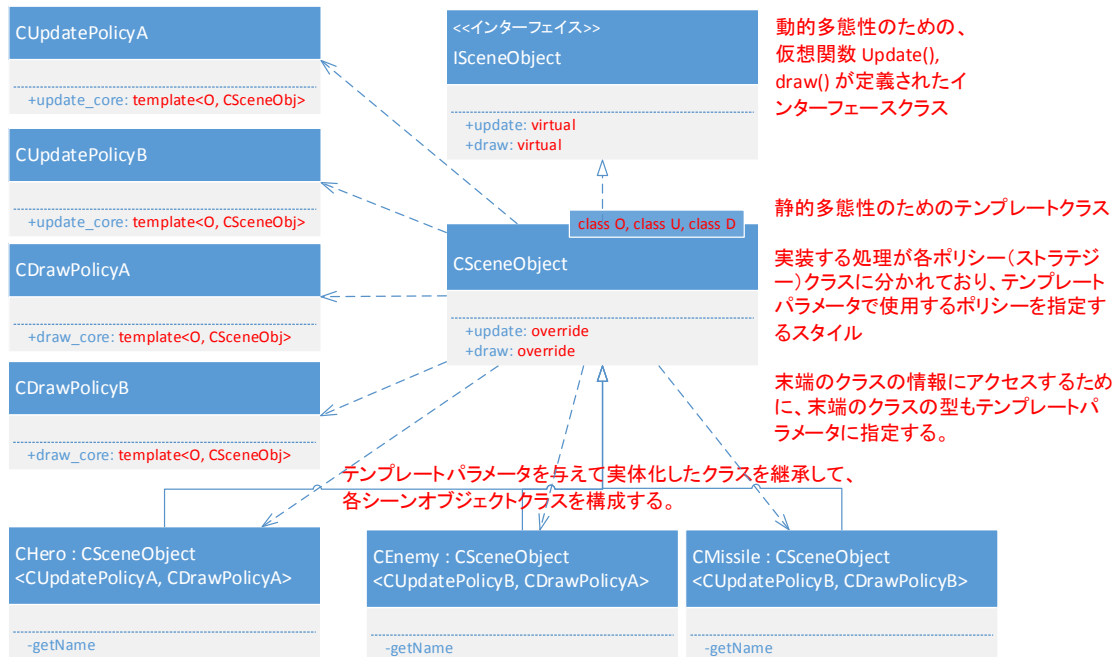 CUpdatePolicyA
+update_core: template<O, CSceneObj>
CUpdatePolicyB
+update_core: template<O, CSceneObj>
CDrawPolicyA
+draw_core: template<O, CSceneObj>
CDrawPolicyB
+draw_core: template<O, CSceneObj>
<<インターフェイス>>
ISceneObject
+update: virtual
+draw: virtual
動的多態性のための、
仮想関数 Update(),
draw() が定義されたイ
ンターフェースクラス
class O, class U, class D
CSceneObject
+update: override
+draw: override
静的多態性のためのテンプレートクラス
実装する処理が各ポリシー(ストラテジ
ー)クラスに分かれており、テンプレート
パラメータで使用するポリシーを指定す
るスタイル
末端のクラスの情報にアクセスするため
に、末端のクラスの型もテンプレートパ
ラメータに指定する。
テンプレートパラメータを与えて実体化したクラスを継承して、
各シーンオブジェクトクラスを構成する。
CHero : CSceneObject
<CUpdatePolicyA, CDrawPolicyA>
-getName
CEnemy : CSceneObject
<CUpdatePolicyB, CDrawPolicyA>
-getName
CMissile : CSceneObject
<CUpdatePolicyB, CDrawPolicyB>
-getName